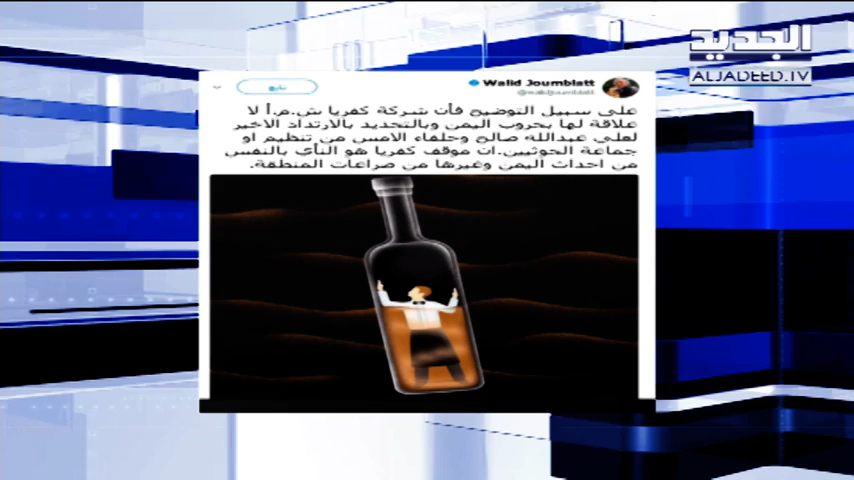 الجديد
ALJADEED.TV
Walid Joumblatt
@walidjoumblatt
تابع
على سبيل التوضيح فأن شركة كفريا ش.م.أ لا
علاقة لها بحروب اليمن وبالتحديد بالارتداد الاخير
لعلي عبدالله صالح وحلفاء الامس من تنظيم او
جماعة الحوثيين.ان موقف كفريا هو النأي بالنفس
من احداث اليمن وغيرها من صراعات المنطقة.